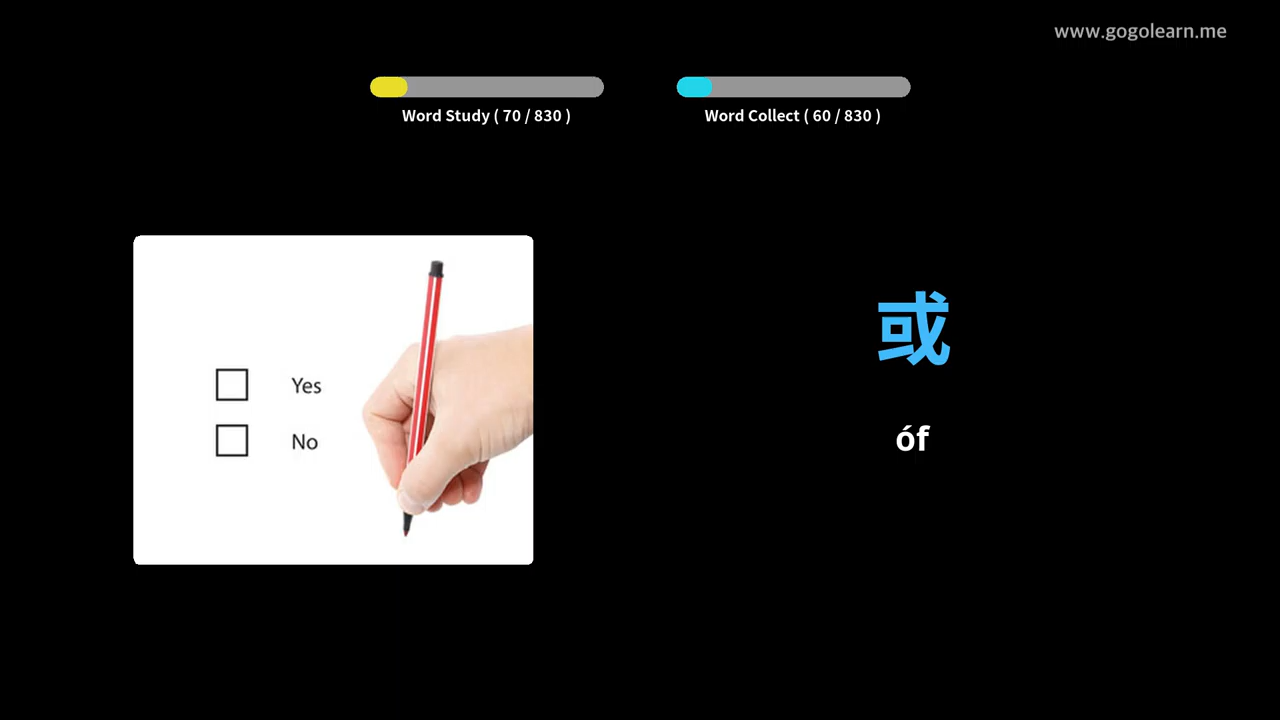 www.gogolearn.me
Word Study ( 70 / 830 )
Word Collect ( 60 / 830 )
Yes
No
或
óf